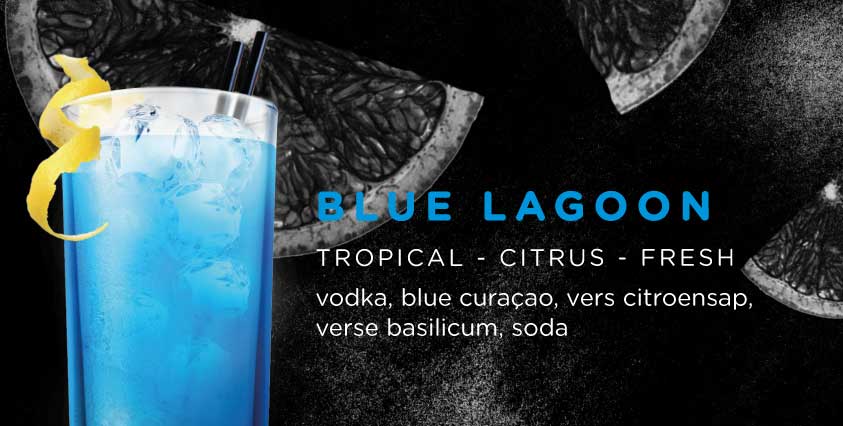 BLUE LAGOON
TROPICAL - CITRUS - FRESH
vodka, blue curaçao, vers citroensap,
verse basilicum, soda